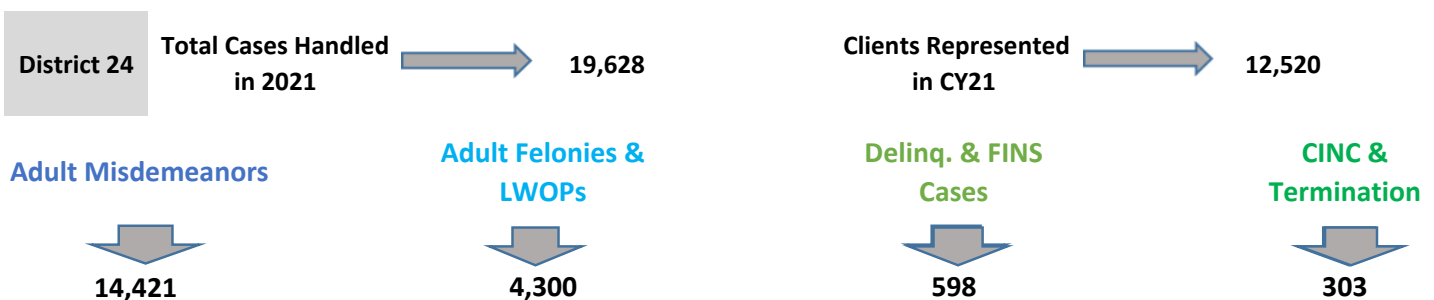 District 24
Total Cases Handled
in 2021
19,628
Clients Represented
in CY21
12,520
Adult Misdemeanors
Adult Felonies &
LWOPs
Delinq. & FINS
Cases
CINC &
Termination
14,421
4,300
598
303